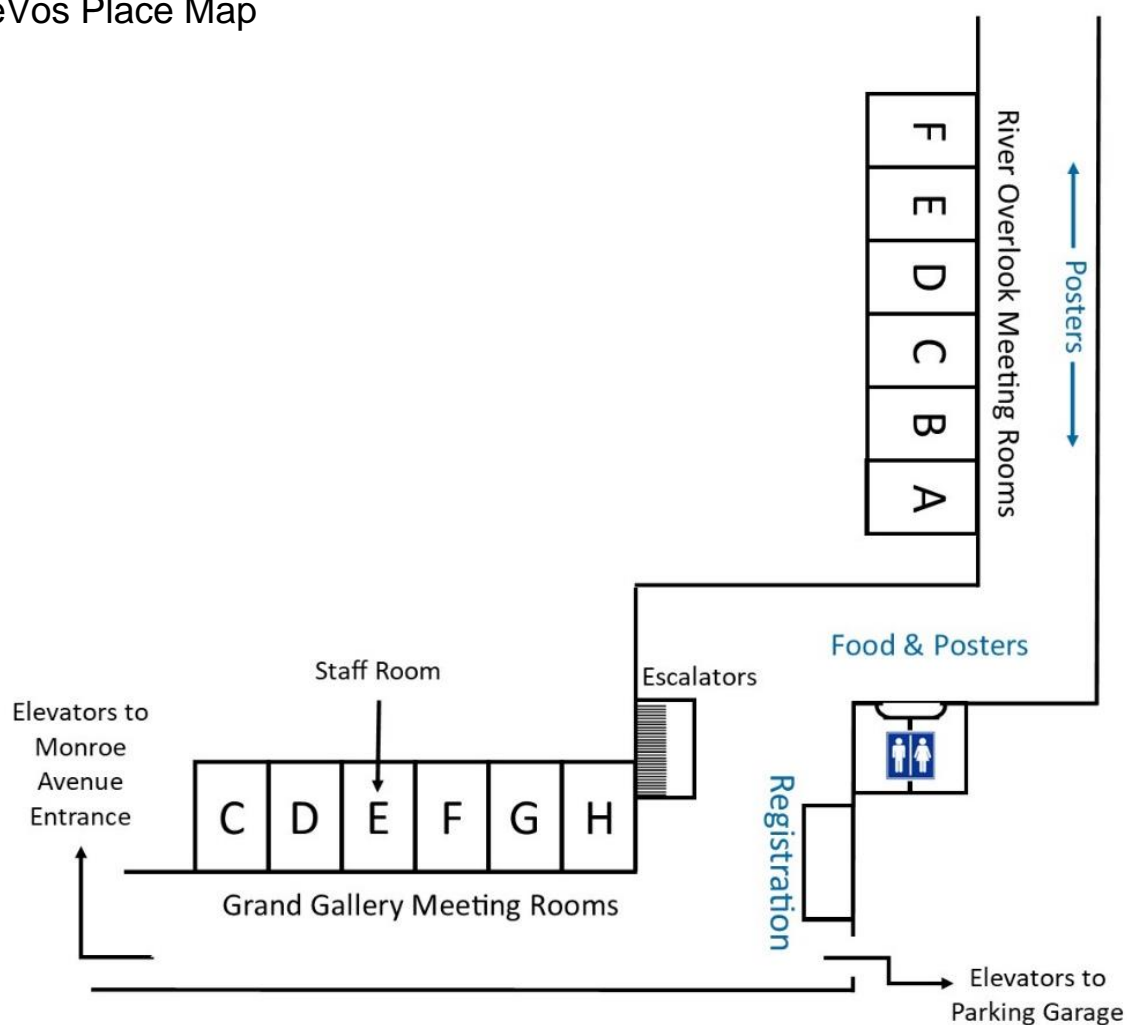 eVos Place Map
F
E
D
C
B
A
River Overlook Meeting Rooms
Posters
Food & Posters
Escalators
Staff Room
Elevators to
Monroe
Avenue
Entrance
C D E F G H
Grand Gallery Meeting Rooms
Registration
Elevators to
Parking Garage